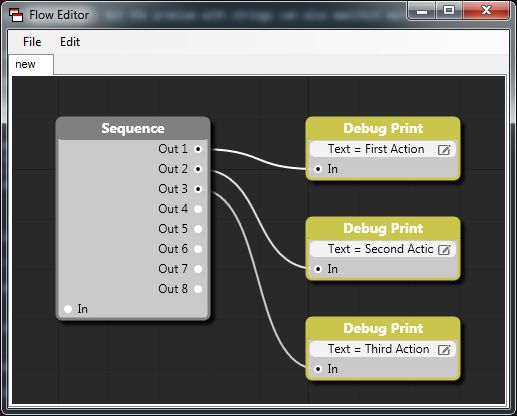 Flow Editor
File Edit
new
Sequence
Out 1
Out 2
Out 3
Out 4
Out 5
Out 6
Out 7
Out 8
In
Debug Print
Text = First Action
In
Debug Print
Text = Second Actic
In
Debug Print
Text = Third Action
In